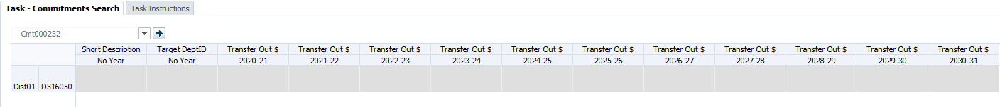 Task - Commitments Search Task Instructions
Cmt000232
Short Description Target DeptID Transfer Out $ Transfer Out $ Transfer Out $ Transfer Out $ Transfer Out $ Transfer Out $ Transfer Out $ Transfer Out $ Transfer Out $ Transfer Out $ Transfer Out $
No Year No Year 2020-21 2021-22 2022-23 2023-24 2024-25 2025-26 2026-27 2027-28 2028-29 2029-30 2030-31
Dist01 D316050